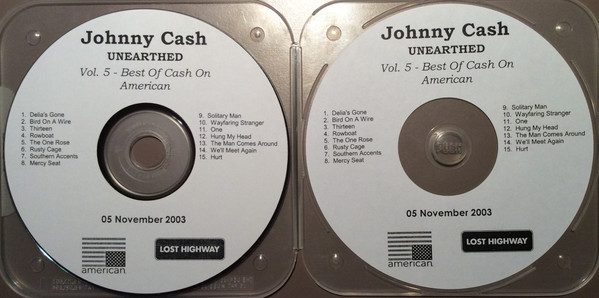 Johnny Cash
UNEARTHED
Vol. 5 - Best Of Cash On
American
1. Delia's Gone
2. Bird On A Wire
3. Thirteen
4. Rowboat
5. The One Rose
6. Rusty Cage
7. Southern Accents
8. Mercy Seat
9. Solitary Man
10. Wayfaring Stranger
11. One
12. Hung My Head
13. The Man Comes Around
14. We'll Meet Again
15. Hurt
05 November 2003
american
LOST HIGHWAY
Johnny Cash
UNEARTHED
Vol. 5 - Best Of Cash On
American
1. Delia's Gone
2. Bird On A Wire
3. Thirteen
4. Rowboat
5. The One Rose
6. Rusty Cage
7. Southern Accents
8. Mercy Seat
9. Solitary Man
10. Wayfaring Stranger
11. One
12. Hung My Head
13. The Man Comes Around
14. We'll Meet Again
15. Hurt
PUSH
05 November 2003
american
LOST HIGHWAY